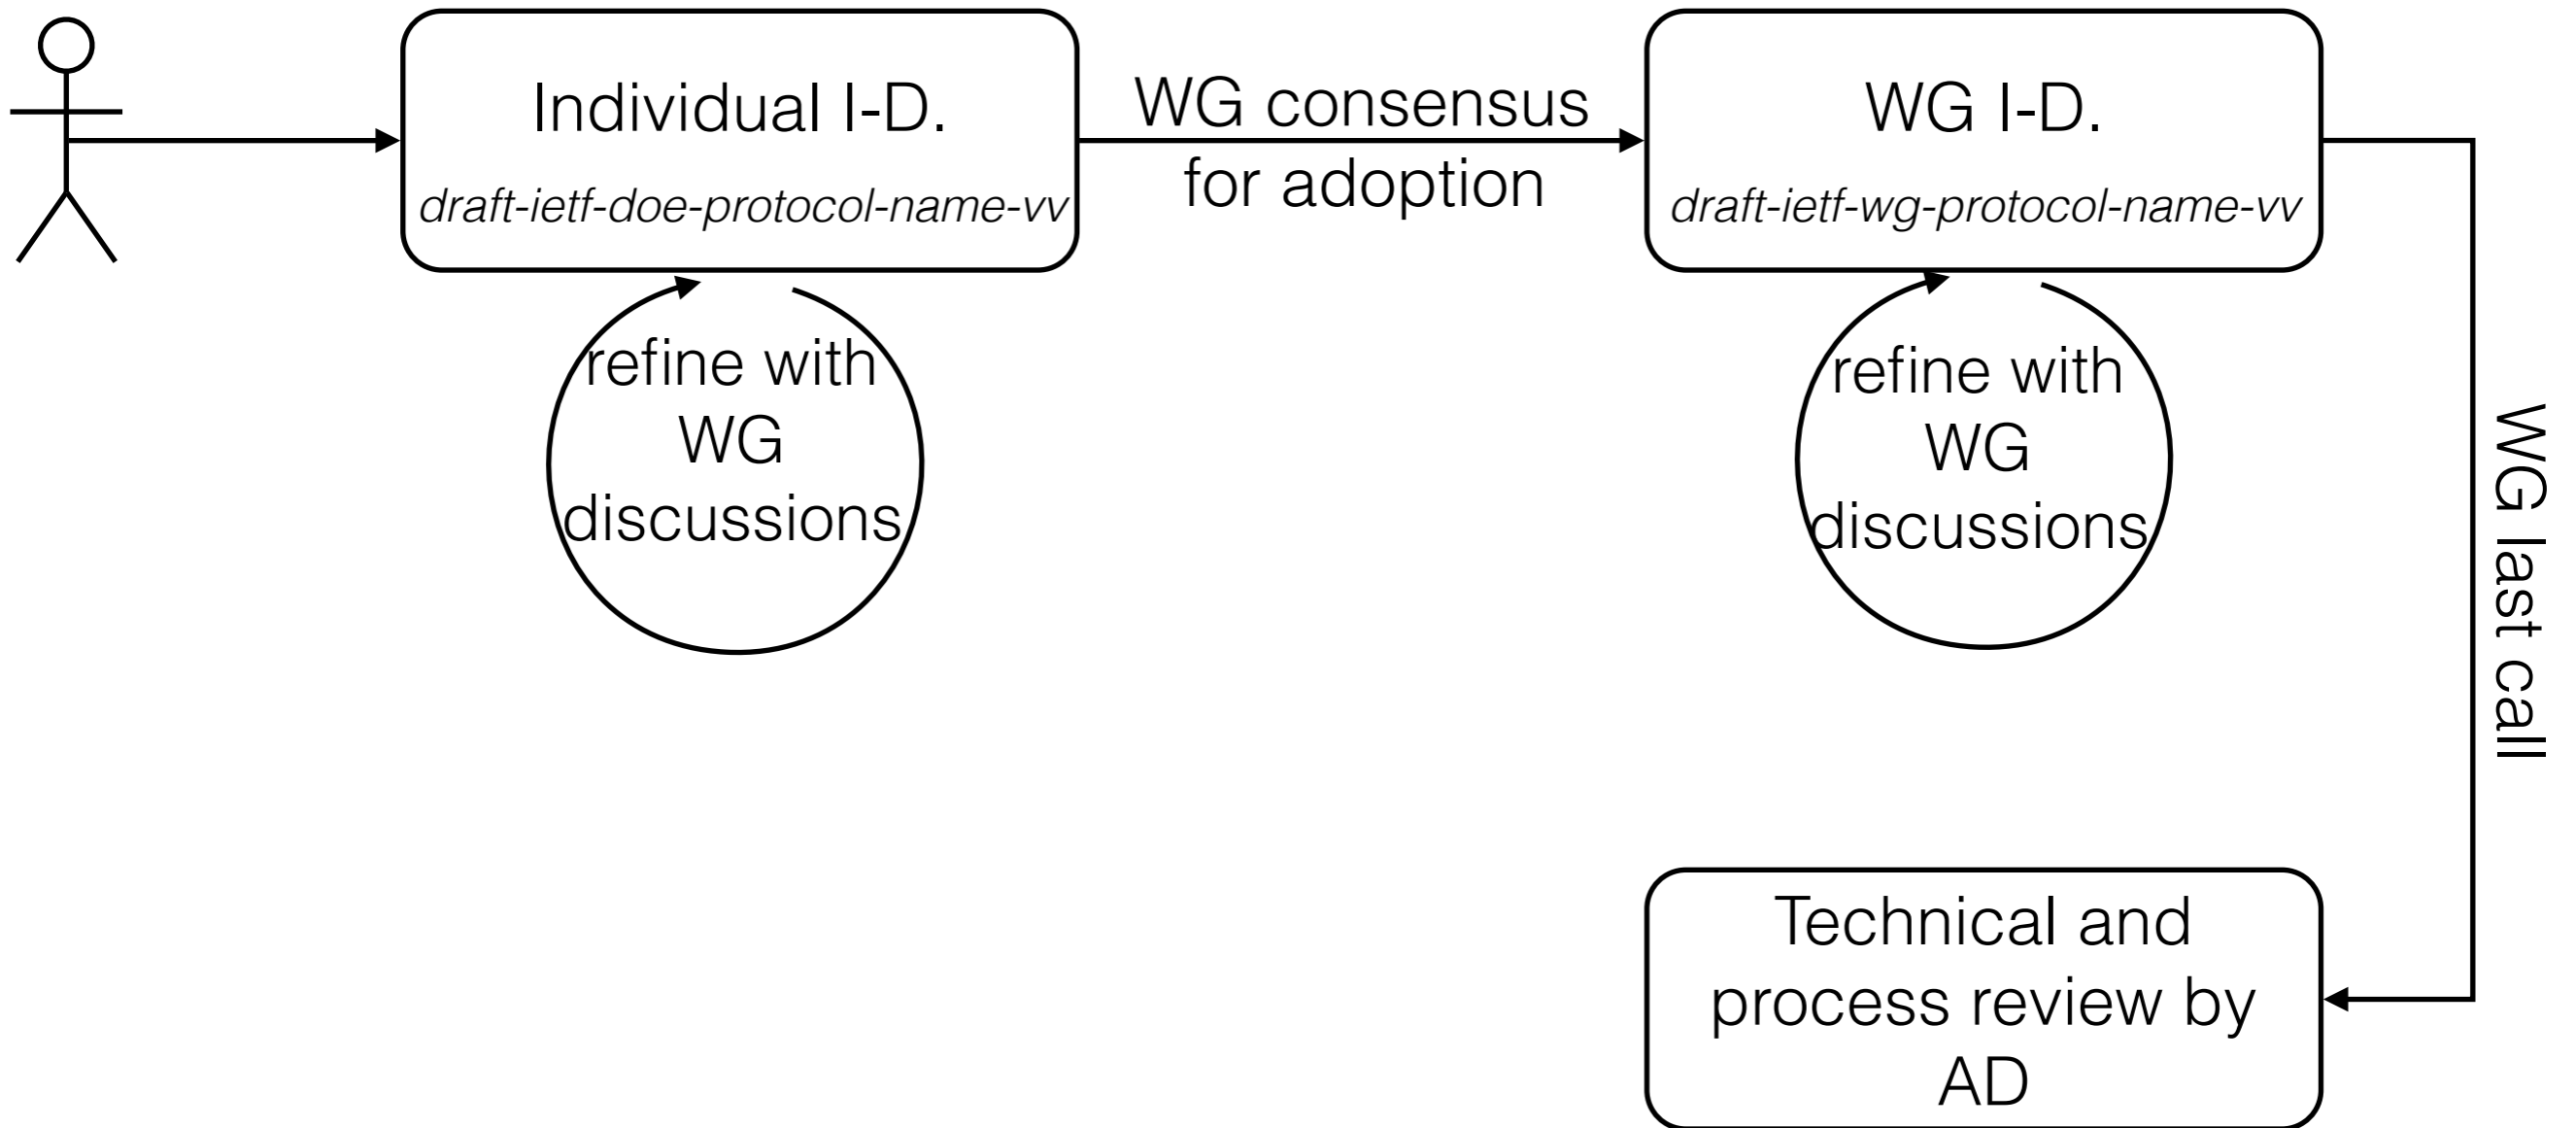 Individual I-D.
draft-ietf-doe-protocol-name-vv
WG consensus
for adoption
WG I-D.
draft-ietf-wg-protocol-name-vv
refine with
WG
discussions
refine with
WG
discussions
WG last call
Technical and
process review by
AD